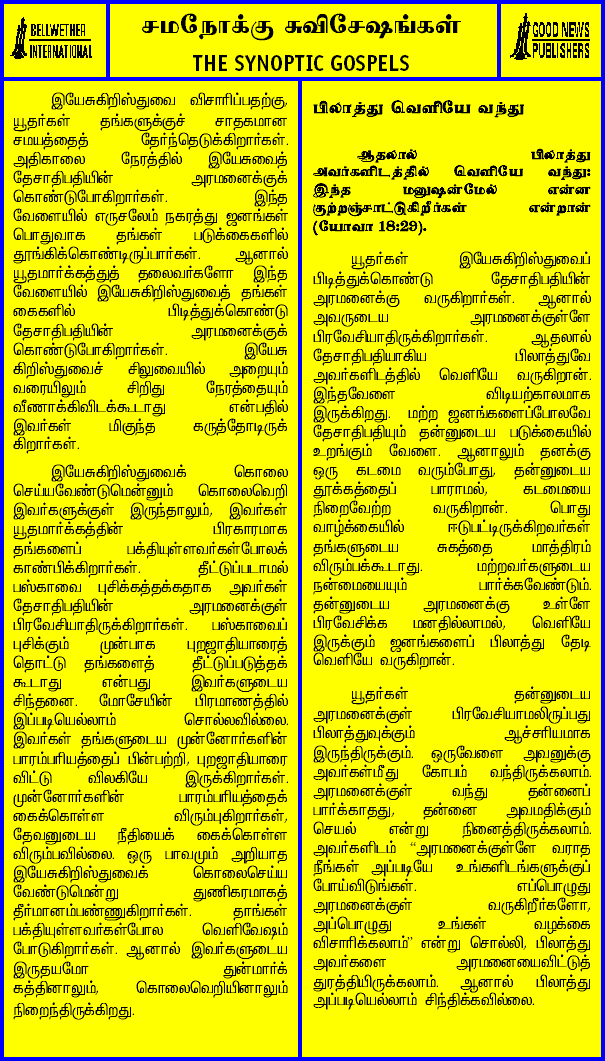 BELLWETHER
INTERNATIONAL
சமநோக்கு சுவிசேஷங்கள்
THE SYNOPTIC GOSPELS
GOOD NEWS
PUBLISHERS
இயேசுகிறிஸ்துவை விசாரிப்பதற்கு,
யூதர்கள் தங்களுக்குச் சாதகமான
சமயத்தைத் தேர்ந்தெடுக்கிறார்கள்.
அதிகாலை நேரத்தில் இயேசுவைத்
தேசாதிபதியின் அரமனைக்குக்
கொண்டுபோகிறார்கள். இந்த
வேளையில் எருசலேம் நகரத்து ஜனங்கள்
பொதுவாக தங்கள் படுக்கைகளில்
தூங்கிக்கொண்டிருப்பார்கள். ஆனால்
யூதமார்க்கத்துத் தலைவர்களோ இந்த
வேளையில் இயேசுகிறிஸ்துவைத் தங்கள்
கைகளில் பிடித்துக்கொண்டு
தேசாதிபதியின் அரமனைக்குக்
கொண்டுபோகிறார்கள். இயேசு
கிறிஸ்துவைச் சிலுவையில் அறையும்
வரையிலும் சிறிது நேரத்தையும்
வீணாக்கிவிடக்கூடாது என்பதில்
இவர்கள் மிகுந்த கருத்தோடிருக்
கிறார்கள்.
இயேசுகிறிஸ்துவைக் கொலை
செய்யவேண்டுமென்னும் கொலைவெறி
இவர்களுக்குள் இருந்தாலும், இவர்கள்
யூதமார்க்கத்தின் பிரகாரமாக
தங்களைப் பக்தியுள்ளவர்கள்போலக்
காண்பிக்கிறார்கள். தீட்டுப்படாமல்
பஸ்காவை புசிக்கத்தக்கதாக அவர்கள்
தேசாதிபதியின் அரமனைக்குள்
பிரவேசியாதிருக்கிறார்கள். பஸ்காவைப்
புசிக்கும் முன்பாக புறஜாதியாரைத்
தொட்டு தங்களைத் தீட்டுப்படுத்தக்
கூடாது என்பது இவர்களுடைய
சிந்தனை. மோசேயின் பிரமாணத்தில்
இப்படியெல்லாம் சொல்லவில்லை.
இவர்கள் தங்களுடைய முன்னோர்களின்
பாரம்பரியத்தைப் பின்பற்றி, புறஜாதியாரை
விட்டு விலகியே இருக்கிறார்கள்.
முன்னோர்களின் பாரம்பரியத்தைக்
கைக்கொள்ள விரும்புகிறார்கள்,
தேவனுடைய நீதியைக் கைக்கொள்ள
விரும்பவில்லை. ஒரு பாவமும் அறியாத
இயேசுகிறிஸ்துவைக் கொலைசெய்ய
வேண்டுமென்று துணிகரமாகத்
தீர்மானம்பண்ணுகிறார்கள். தாங்கள்
பக்தியுள்ளவர்கள்போல வெளிவேஷம்
போடுகிறார்கள். ஆனால் இவர்களுடைய
இருதயமோ துன்மார்க்
கத்தினாலும், கொலைவெறியினாலும்
நிறைந்திருக்கிறது.
பிலாத்து வெளியே வந்து
ஆதலால் பிலாத்து
அவர்களிடத்தில் வெளியே வந்து:
இந்த மனுஷன்மேல் என்ன
குற்றஞ்சாட்டுகிறீர்கள் என்றான்
(யோவா 18:29).
யூதர்கள் இயேசுகிறிஸ்துவைப்
பிடித்துக்கொண்டு தேசாதிபதியின்
அரமனைக்கு வருகிறார்கள். ஆனால்
அவருடைய அரமனைக்குள்ளே
பிரவேசியாதிருக்கிறார்கள். ஆதலால்
தேசாதிபதியாகிய பிலாத்துவே
அவர்களிடத்தில் வெளியே வருகிறான்.
இந்தவேளை விடியற்காலமாக
இருக்கிறது. மற்ற ஜனங்களைப்போலவே
தேசாதிபதியும் தன்னுடைய படுக்கையில்
உறங்கும் வேளை. ஆனாலும் தனக்கு
ஒரு கடமை வரும்போது, தன்னுடைய
தூக்கத்தைப் பாராமல், கடமையை
நிறைவேற்ற வருகிறான். பொது
வாழ்க்கையில் ஈடுபட்டிருக்கிறவர்கள்
தங்களுடைய சுகத்தை மாத்திரம்
விரும்பக்கூடாது. மற்றவர்களுடைய
நன்மையையும் பார்க்கவேண்டும்.
தன்னுடைய அரமனைக்கு உள்ளே
பிரவேசிக்க மனதில்லாமல், வெளியே
இருக்கும் ஜனங்களைப் பிலாத்து தேடி
வெளியே வருகிறான்.
யூதர்கள் தன்னுடைய
அரமனைக்குள் பிரவேசியாமலிருப்பது
பிலாத்துவுக்கும் ஆச்சரியமாக
இருந்திருக்கும். ஒருவேளை அவனுக்கு
அவர்கள்மீது கோபம் வந்திருக்கலாம்.
அரமனைக்குள் வந்து தன்னைப்
பார்க்காதது, தன்னை அவமதிக்கும்
செயல் என்று நினைத்திருக்கலாம்.
அவர்களிடம் “அரமனைக்குள்ளே வராத
நீங்கள் அப்படியே உங்களிடங்களுக்குப்
போய்விடுங்கள். எப்பொழுது
அரமனைக்குள் வருகிறீர்களோ,
அப்பொழுது உங்கள் வழக்கை
விசாரிக்கலாம்” என்று சொல்லி, பிலாத்து
அவர்களை அரமனையைவிட்டுத்
துரத்தியிருக்கலாம். ஆனால் பிலாத்து
அப்படியெல்லாம் சிந்திக்கவில்லை.